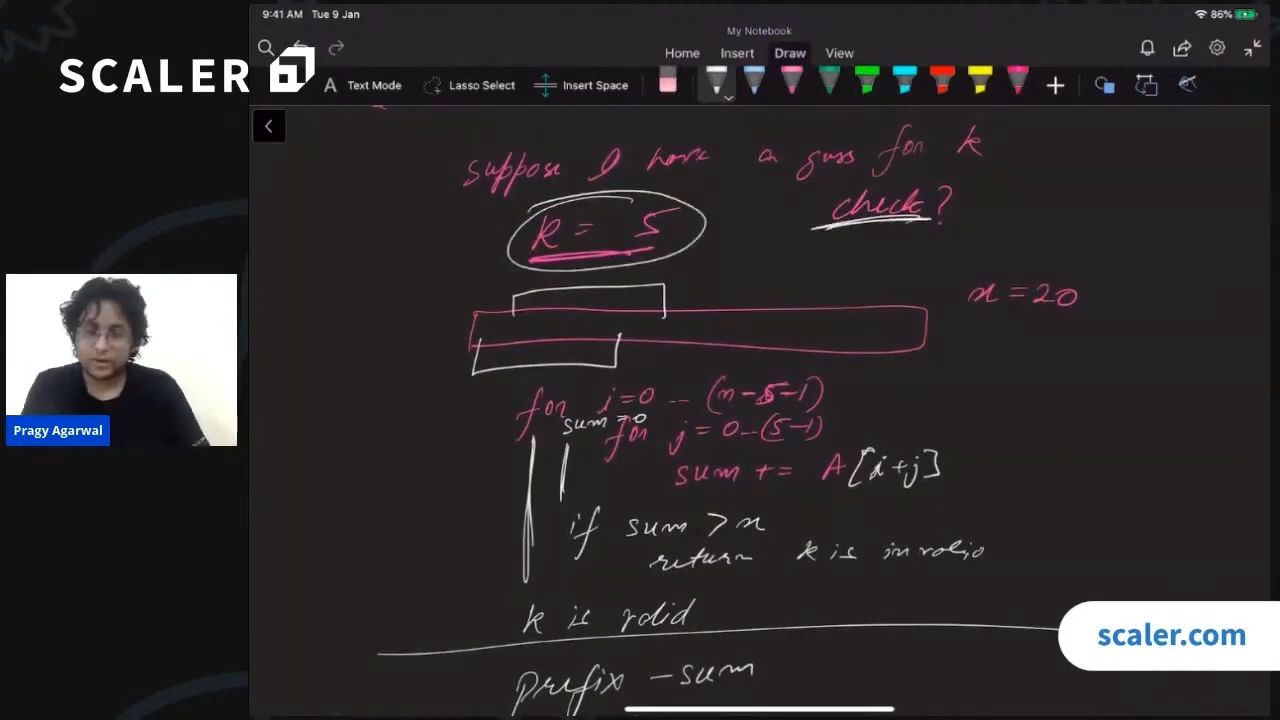 9:41 AM Tue 9 Jan
86%
My Notebook
SCALER
Home Insert Draw View
Text Mode Lasso Select Insert Space
suppose I have a guess for k
check?
k = 5
x = 20
for i=0 -- (n-5-1)
sum = 0
for j = 0--(5-1)
sum += A[i+j]
if sum > x
return k is invalid
k is valid
prefix - sum
Pragy Agarwal
scaler.com